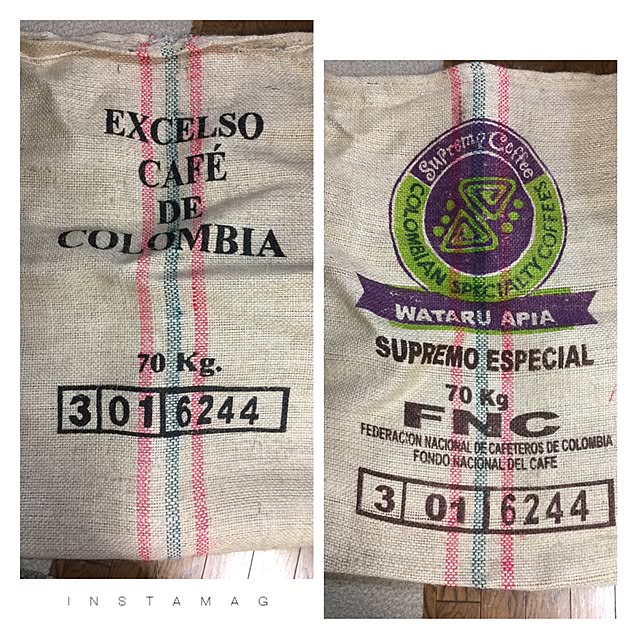 EXCELSO
CAFÉ
DE
COLOMBIA
70 Kg.
3 01 6244
Supremo Coffee
COLOMBIAN SPECIALTY COFFEES
WATARU APIA
SUPREMO ESPECIAL
70 Kg
FNC
FEDERACION NACIONAL DE CAFETEROS DE COLOMBIA
FONDO NACIONAL DEL CAFE
3 01 6244
INSTAMAG